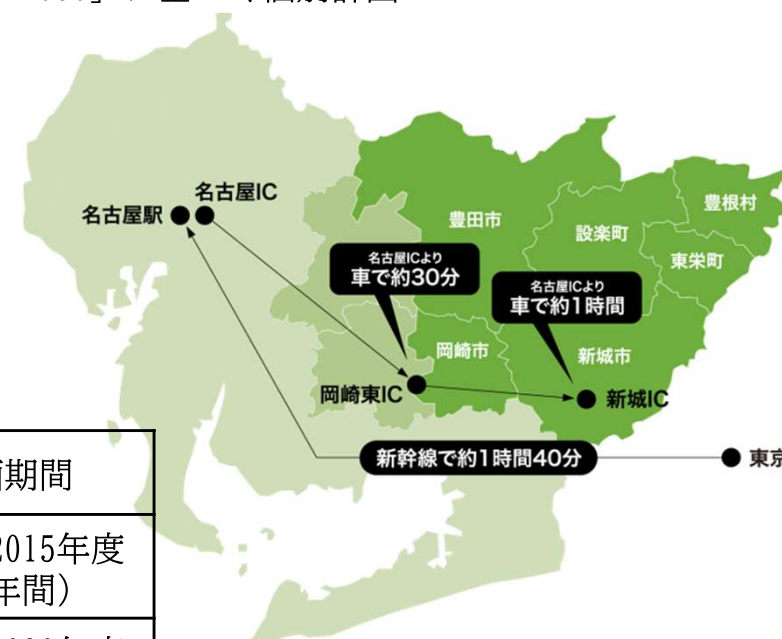 名古屋IC
名古屋駅
豊田市
設楽町
豊根村
東栄町
名古屋ICより
車で約30分
名古屋ICより
車で約1時間
岡崎市
新城市
岡崎東IC
新城IC
新幹線で約1時間40分
東京
期間
2015年度
年間）